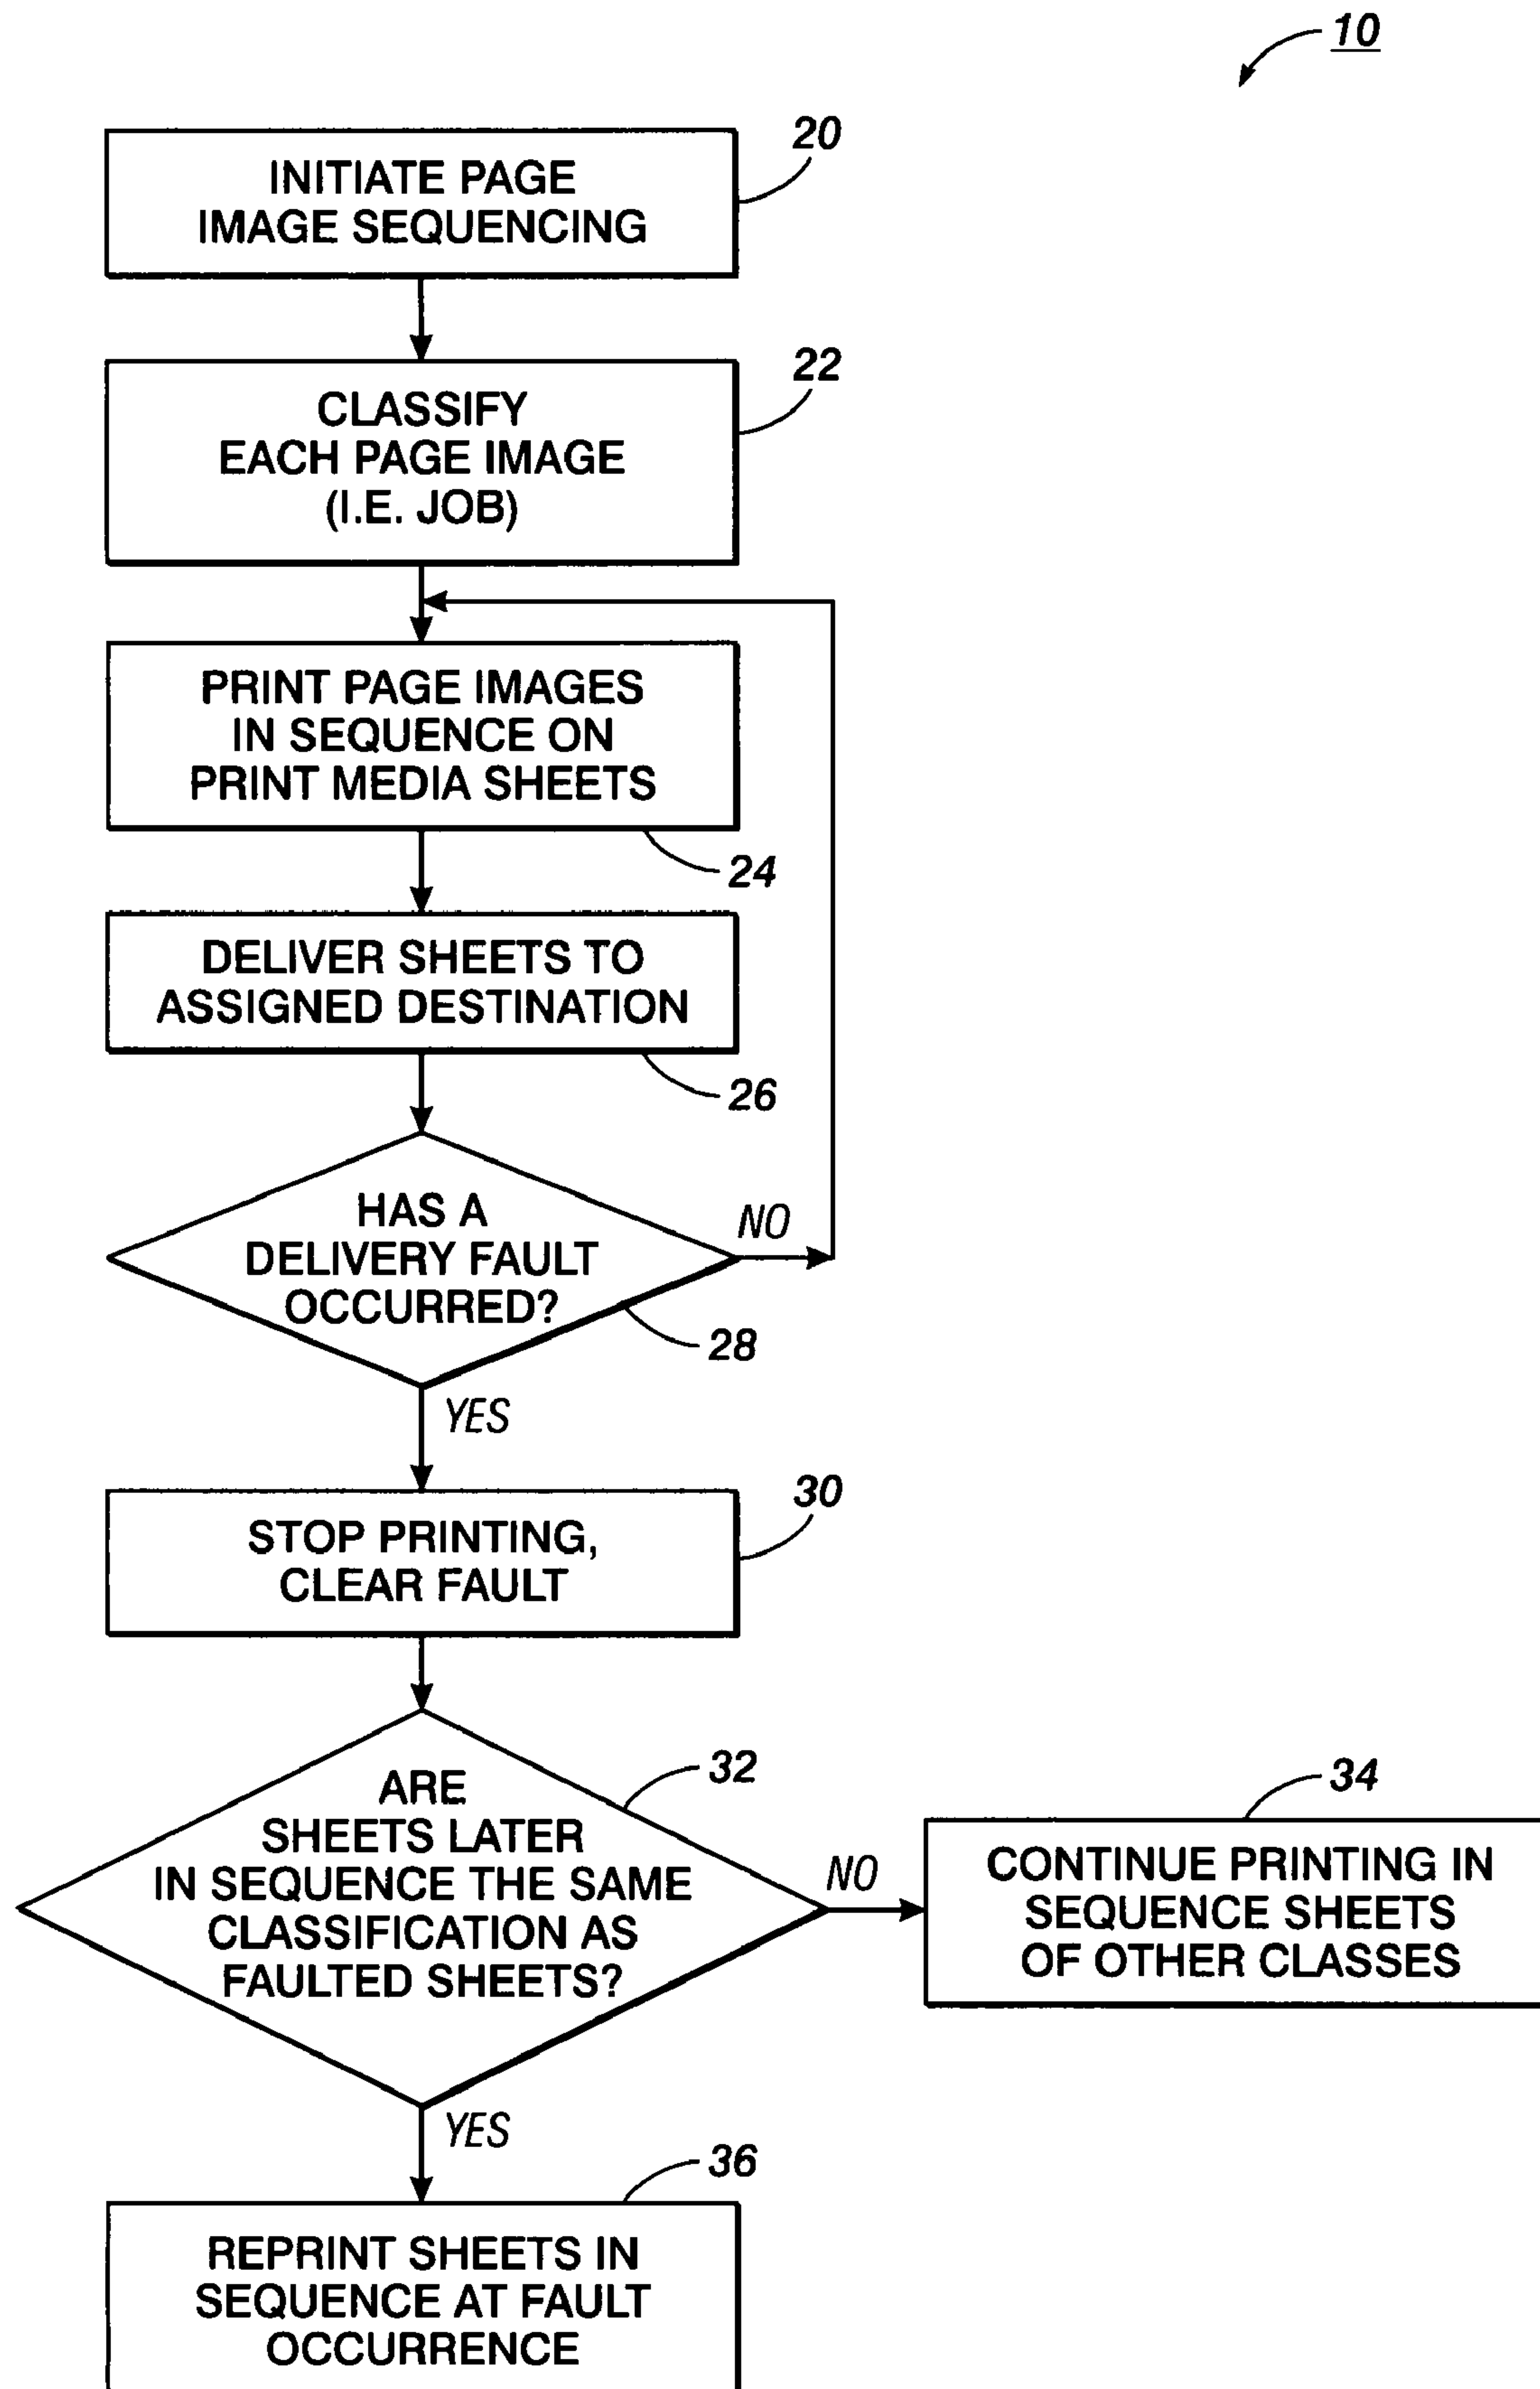 10
20
INITIATE PAGE
IMAGE SEQUENCING
22
CLASSIFY
EACH PAGE IMAGE
(I.E. JOB)
PRINT PAGE IMAGES
IN SEQUENCE ON
PRINT MEDIA SHEETS
24
DELIVER SHEETS TO
ASSIGNED DESTINATION
26
HAS A
DELIVERY FAULT
OCCURRED?
NO
28
YES
30
STOP PRINTING,
CLEAR FAULT
32
ARE
SHEETS LATER
IN SEQUENCE THE SAME
CLASSIFICATION AS
FAULTED SHEETS?
NO
34
CONTINUE PRINTING IN
SEQUENCE SHEETS
OF OTHER CLASSES
YES
36
REPRINT SHEETS IN
SEQUENCE AT FAULT
OCCURRENCE